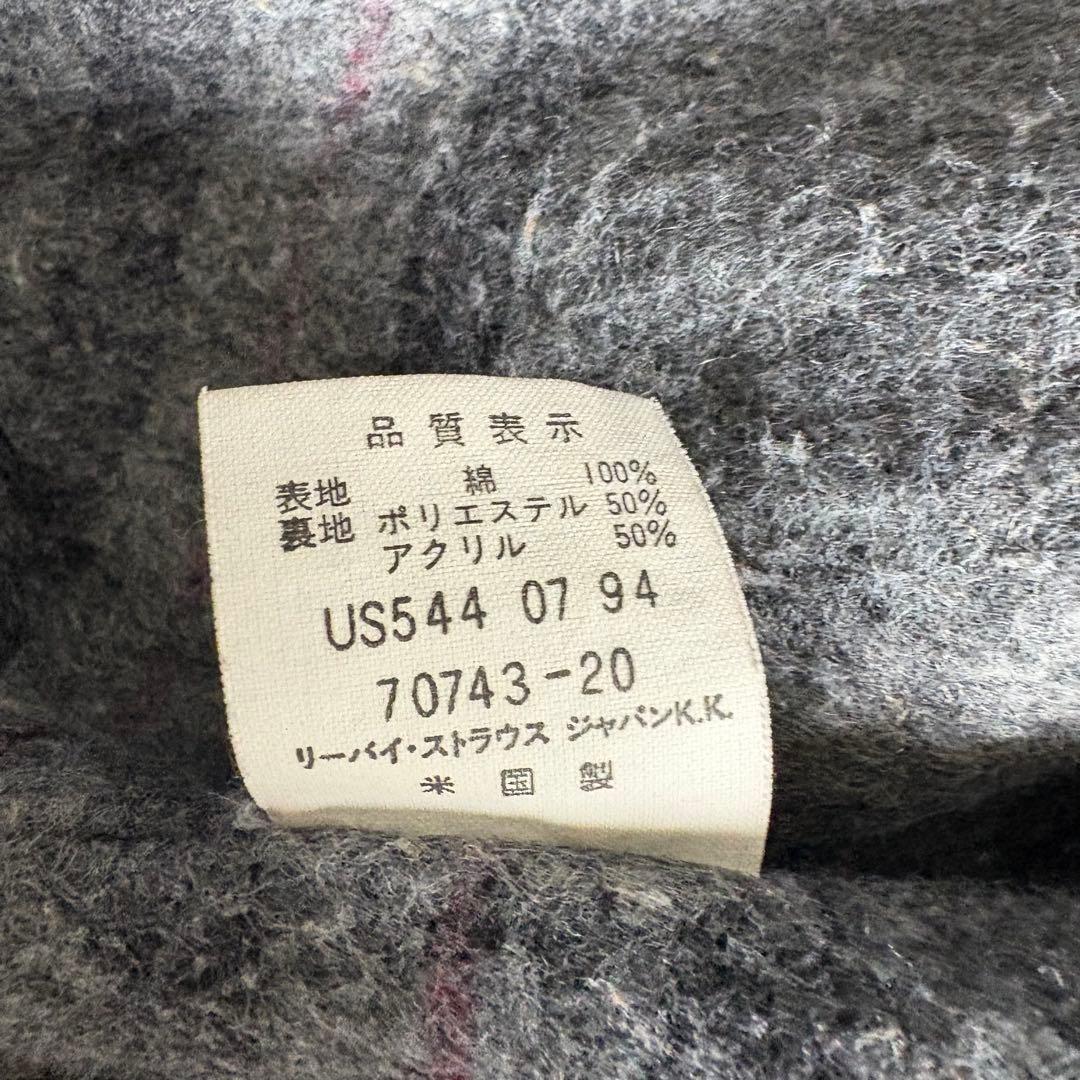 品質表示
表地 綿 100%
裏地 ポリエステル 50%
アクリル 50%
US544 07 94
70743-20
リーバイ・ストラウス ジャパンK.K.
米国製